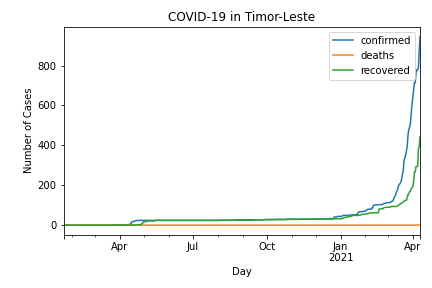 COVID-19 in Timor-Leste
confirmed
deaths
recovered
Number of Cases
800
600
400
200
0
Apr
Jul
Oct
Jan
2021
Apr
Day